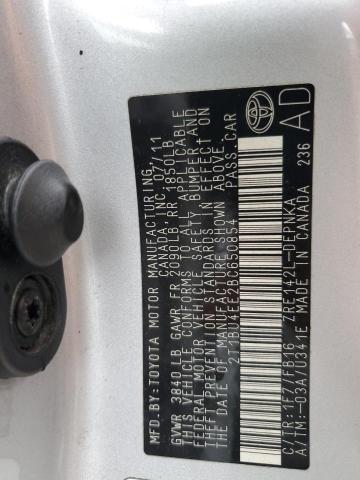 MFD.BY:TOYOTA MOTOR MANUFACTURING
CANADA, INC. 07/11
GVWR 3840LB GAWR FR 2090LB RR 1850LB
THIS VEHICLE CONFORMS TO ALL APPLICABLE
FEDERAL MOTOR VEHICLE SAFETY BUMPER, AND
THEFT PREVENTION STANDARDS IN EFFECT ON
THE DATE OF MANUFACTURE SHOWN ABOVE.
2T1BU4EE2BC650854 PASS.CAR
C/TR:1F7/FB16 ZRE142L-DEPNKA
A/TM:-03A/U341E MADE IN CANADA 236
AD